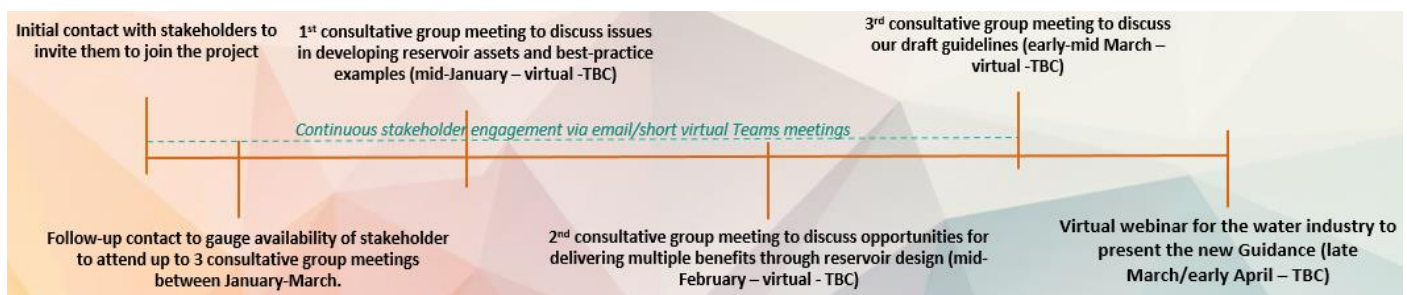 Initial contact with stakeholders to
invite them to join the project
1st consultative group meeting to discuss issues
in developing reservoir assets and best-practice
examples (mid-January – virtual -TBC)
3rd consultative group meeting to discuss
our draft guidelines (early-mid March –
virtual -TBC)
Continuous stakeholder engagement via email/short virtual Teams meetings
Follow-up contact to gauge availability of stakeholder
to attend up to 3 consultative group meetings
between January-March.
2nd consultative group meeting to discuss opportunities for
delivering multiple benefits through reservoir design (mid-
February – virtual - TBC)
Virtual webinar for the water industry to
present the new Guidance (late
March/early April – TBC)